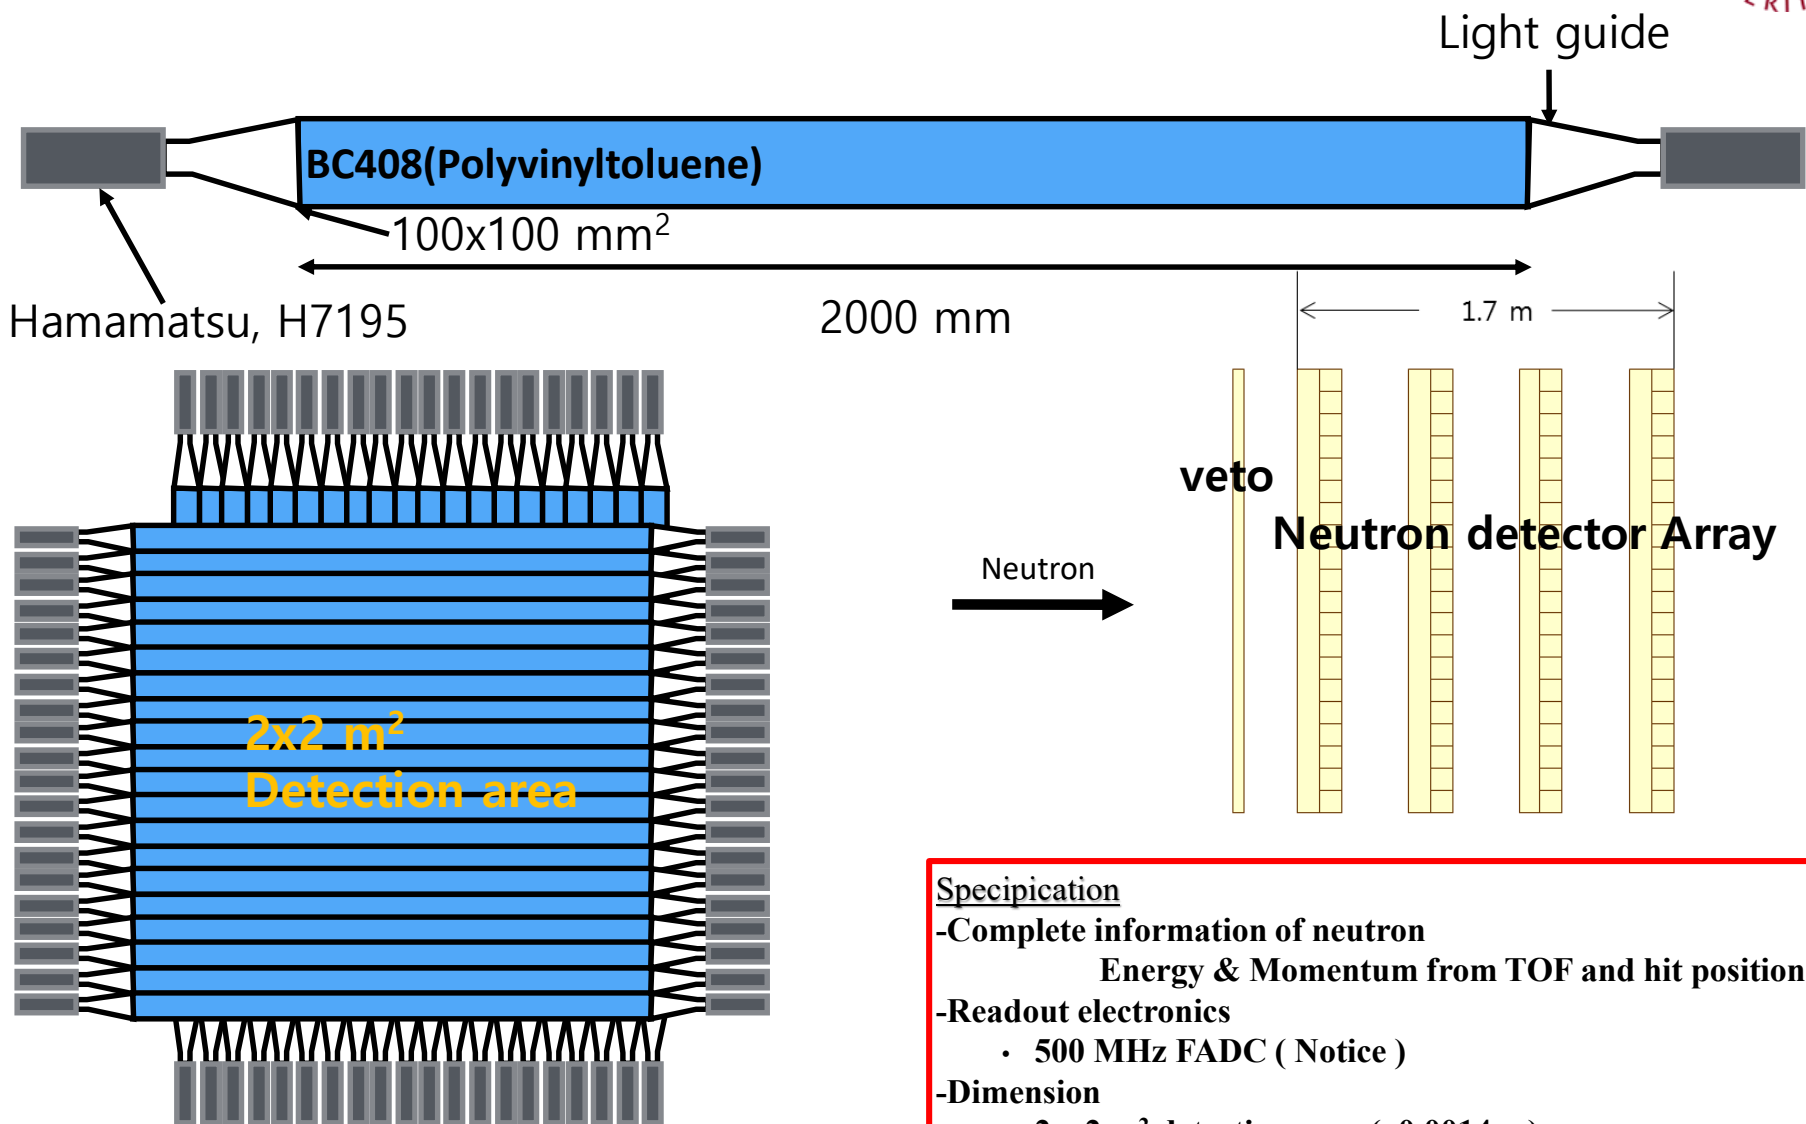 Light guide
BC408(Polyvinyltoluene)
100x100 mm²
Hamamatsu, H7195
2000 mm
1.7 m
veto
Neutron detector Array
Neutron
2x2 m²
Detection area
Specipication
-Complete information of neutron
Energy & Momentum from TOF and hit position
-Readout electronics
• 500 MHz FADC ( Notice )
-Dimension